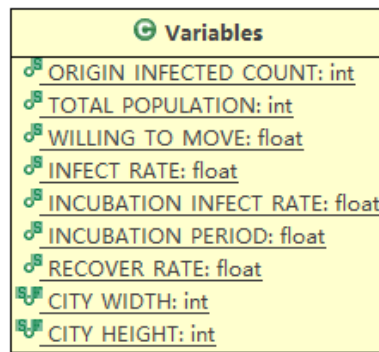 C Variables
S ORIGIN INFECTED COUNT: int
S TOTAL POPULATION: int
S WILLING TO MOVE: float
S INFECT RATE: float
S INCUBATION INFECT RATE: float
S INCUBATION PERIOD: float
S RECOVER RATE: float
S F CITY WIDTH: int
S F CITY HEIGHT: int